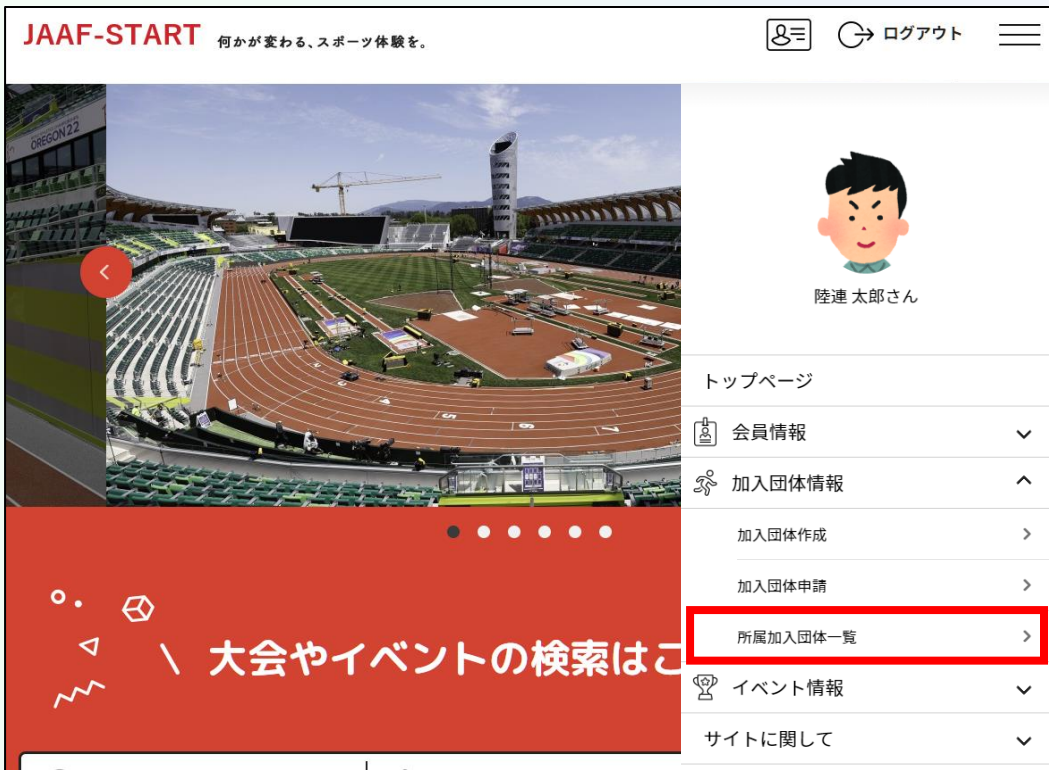 JAAF-START 何かが変わる、スポーツ体験を。
ログアウト
OREGON22
陸連 太郎さん
トップページ
会員情報
加入団体情報
加入団体作成
加入団体申請
所属加入団体一覧
イベント情報
サイトに関して
大会やイベントの検索はこ